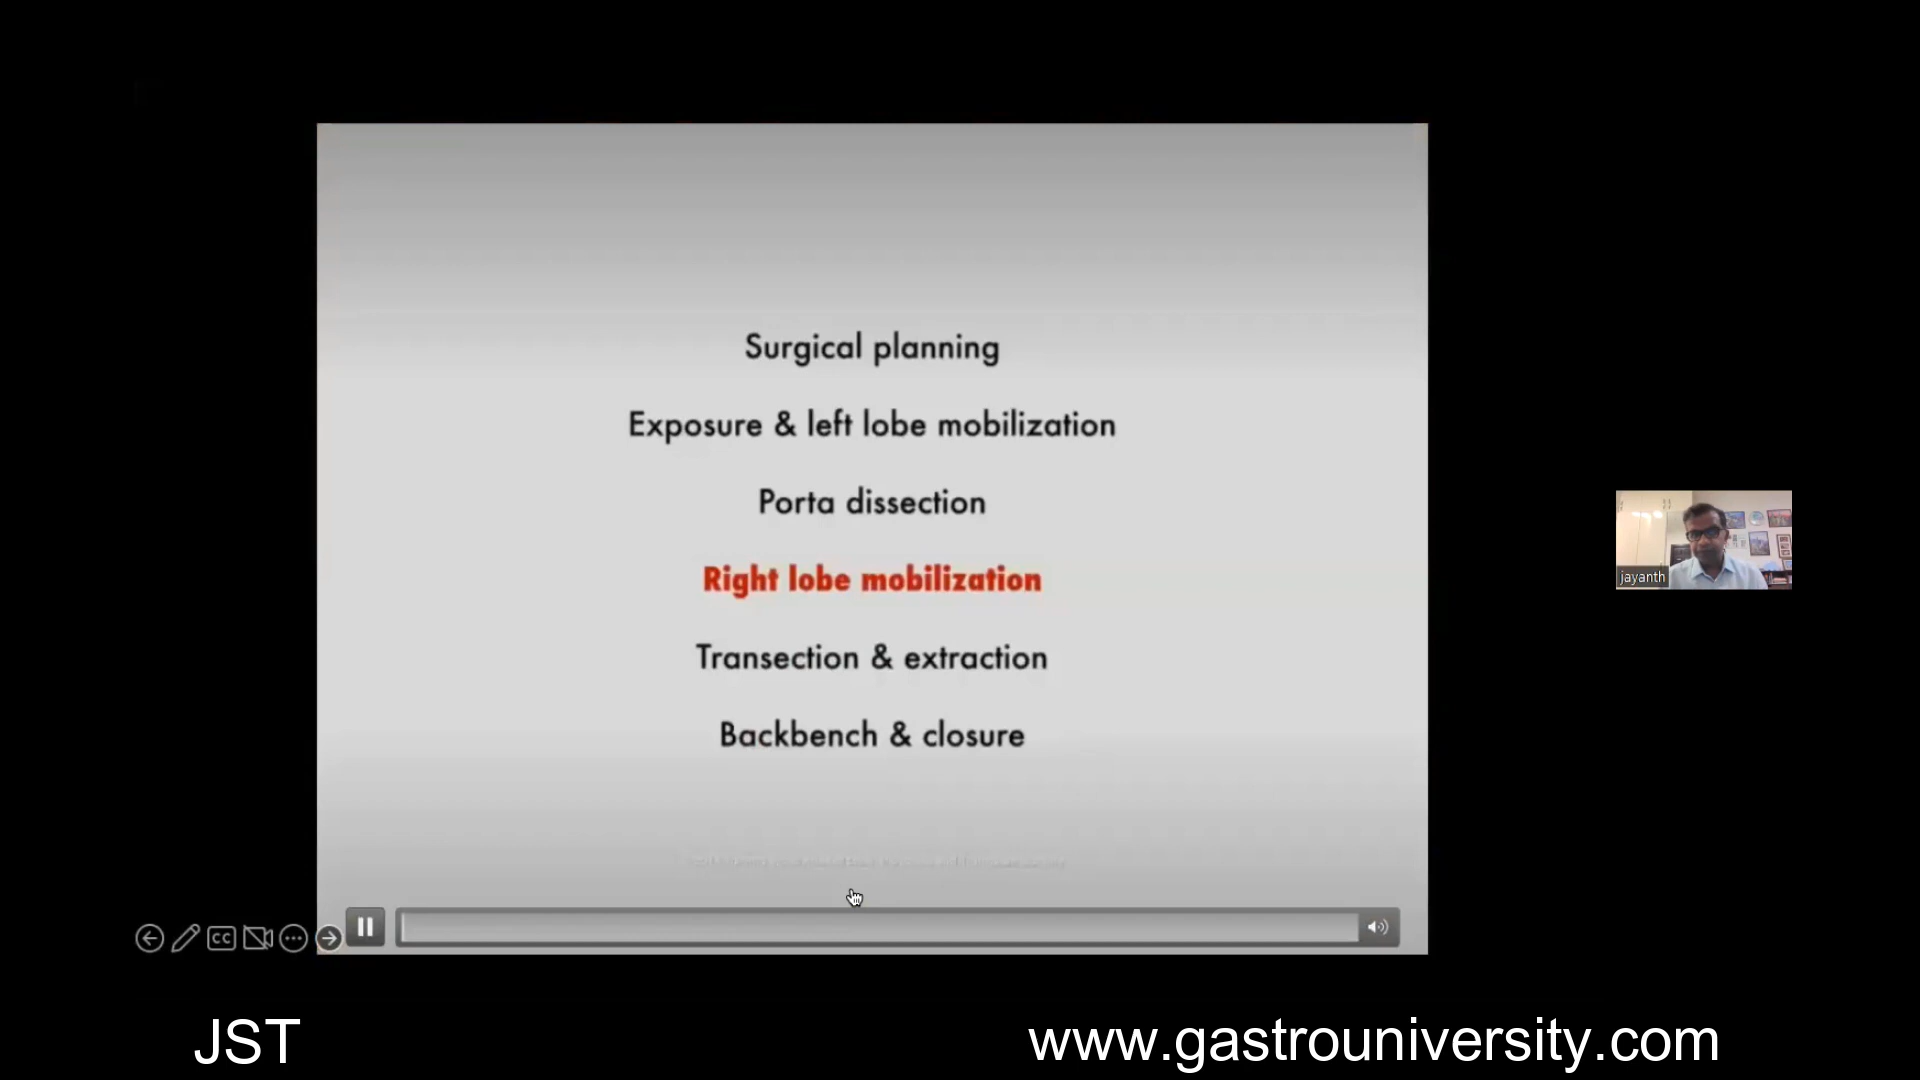 Surgical planning
Exposure & left lobe mobilization
Porta dissection
Right lobe mobilization
Transection & extraction
Backbench & closure
jayanth
CC
JST
www.gastrouniversity.com